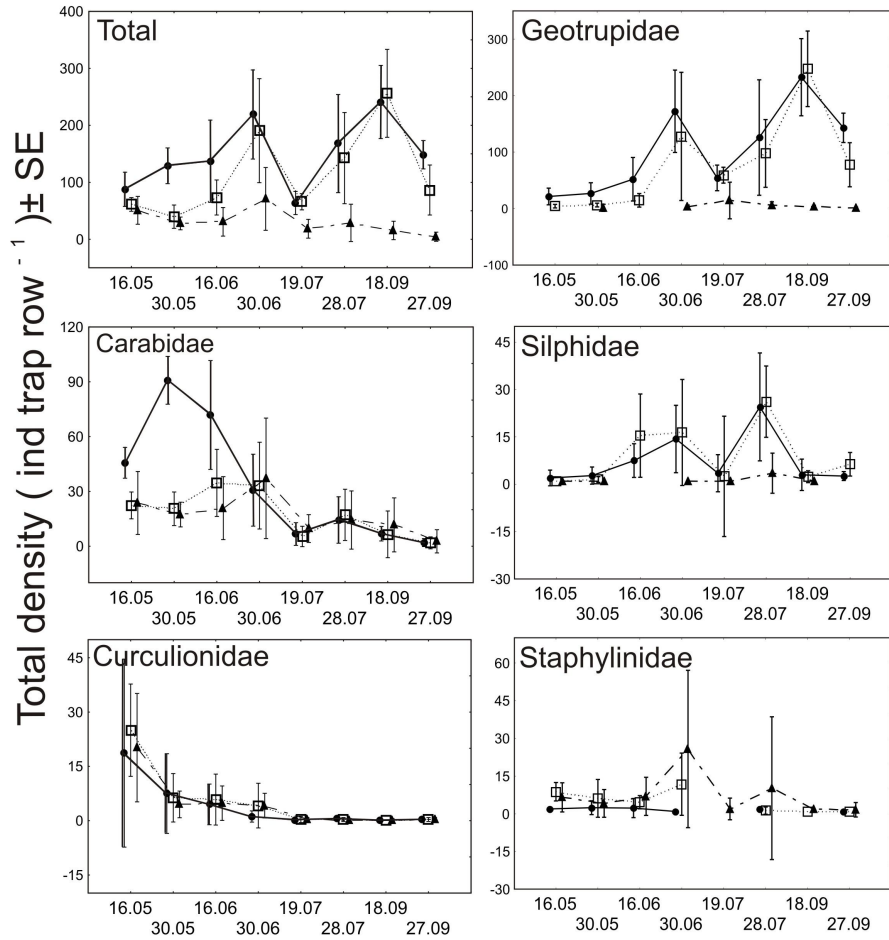 Total density ( ind trap row⁻¹ )± SE
Total
400
300
200
100
0
16.05 16.06 19.07 18.09
30.05 30.06 28.07 27.09
Geotrupidae
300
200
100
0
-100
16.05 16.06 19.07 18.09
30.05 30.06 28.07 27.09
Carabidae
120
90
60
30
0
16.05 16.06 19.07 18.09
30.05 30.06 28.07 27.09
Silphidae
45
30
15
0
-15
-30
16.05 16.06 19.07 18.09
30.05 30.06 28.07 27.09
Curculionidae
45
30
15
0
-15
16.05 16.06 19.07 18.09
30.05 30.06 28.07 27.09
Staphylinidae
60
45
30
15
0
-15
-30
16.05 16.06 19.07 18.09
30.05 30.06 28.07 27.09